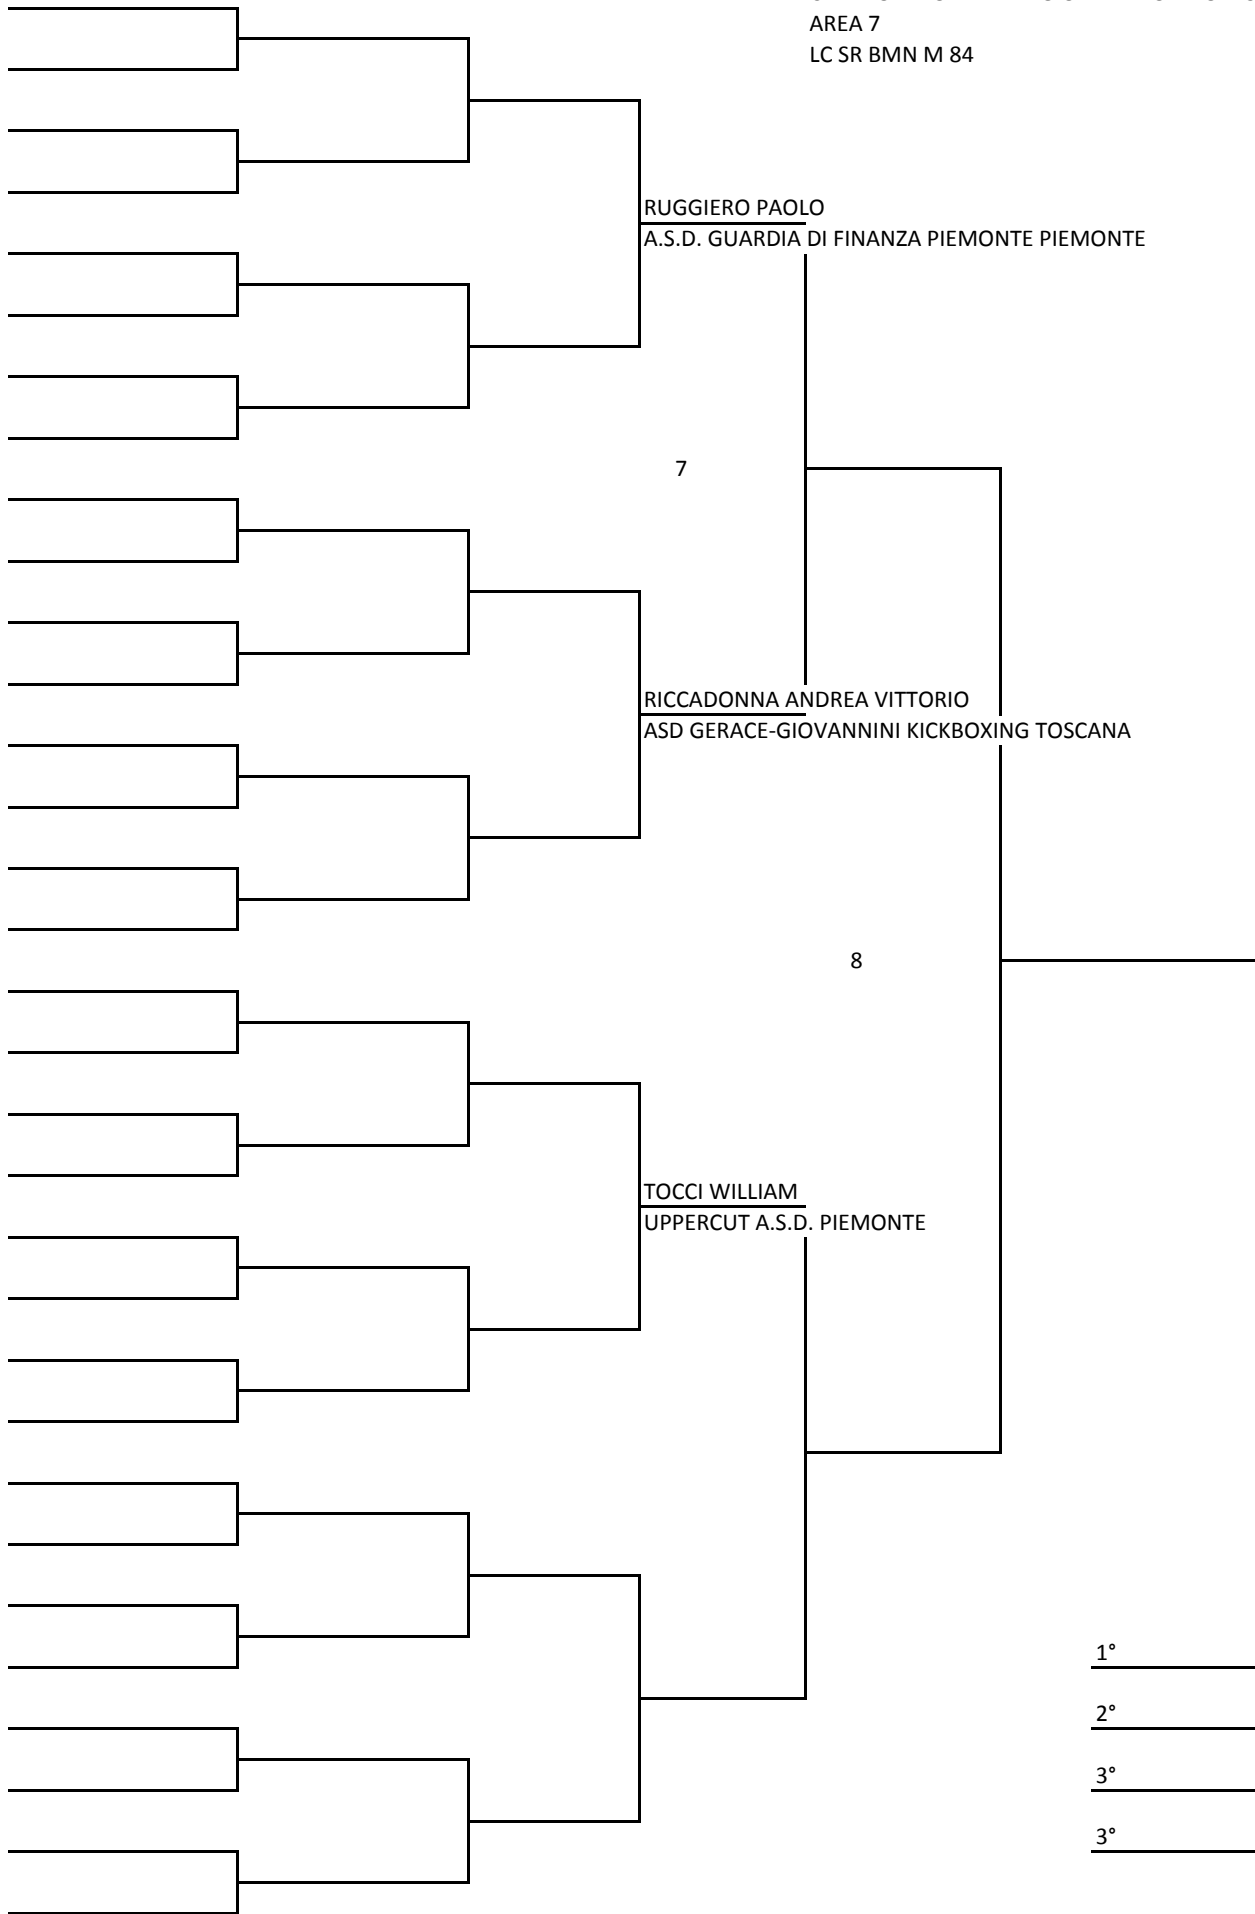 AREA 7
LC SR BMN M 84
RUGGIERO PAOLO
A.S.D. GUARDIA DI FINANZA PIEMONTE PIEMONTE
7
RICCADONNA ANDREA VITTORIO
ASD GERACE-GIOVANNINI KICKBOXING TOSCANA
8
TOCCI WILLIAM
UPPERCUT A.S.D. PIEMONTE
1°
2°
3°
3°